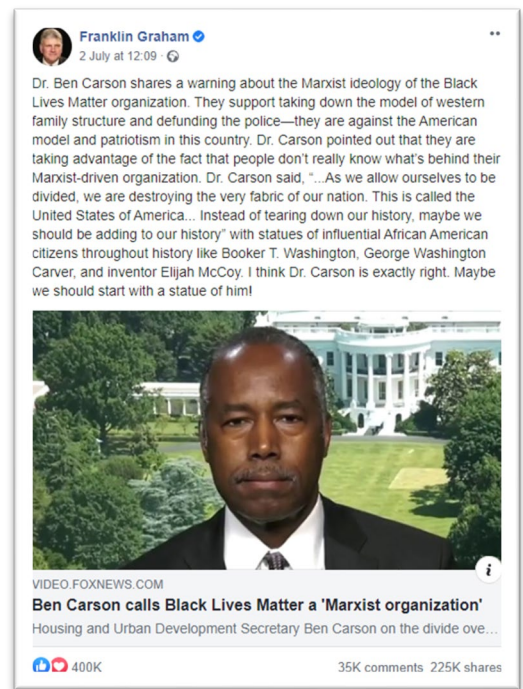 Franklin Graham
2 July at 12:09 ·
Dr. Ben Carson shares a warning about the Marxist ideology of the Black
Lives Matter organization. They support taking down the model of western
family structure and defunding the police—they are against the American
model and patriotism in this country. Dr. Carson pointed out that they are
taking advantage of the fact that people don't really know what's behind their
Marxist-driven organization. Dr. Carson said, “...As we allow ourselves to be
divided, we are destroying the very fabric of our nation. This is called the
United States of America... Instead of tearing down our history, maybe we
should be adding to our history” with statues of influential African American
citizens throughout history like Booker T. Washington, George Washington
Carver, and inventor Elijah McCoy. I think Dr. Carson is exactly right. Maybe
we should start with a statue of him!
i
VIDEO.FOXNEWS.COM
Ben Carson calls Black Lives Matter a 'Marxist organization'
Housing and Urban Development Secretary Ben Carson on the divide ove...
400K 35K comments 225K shares